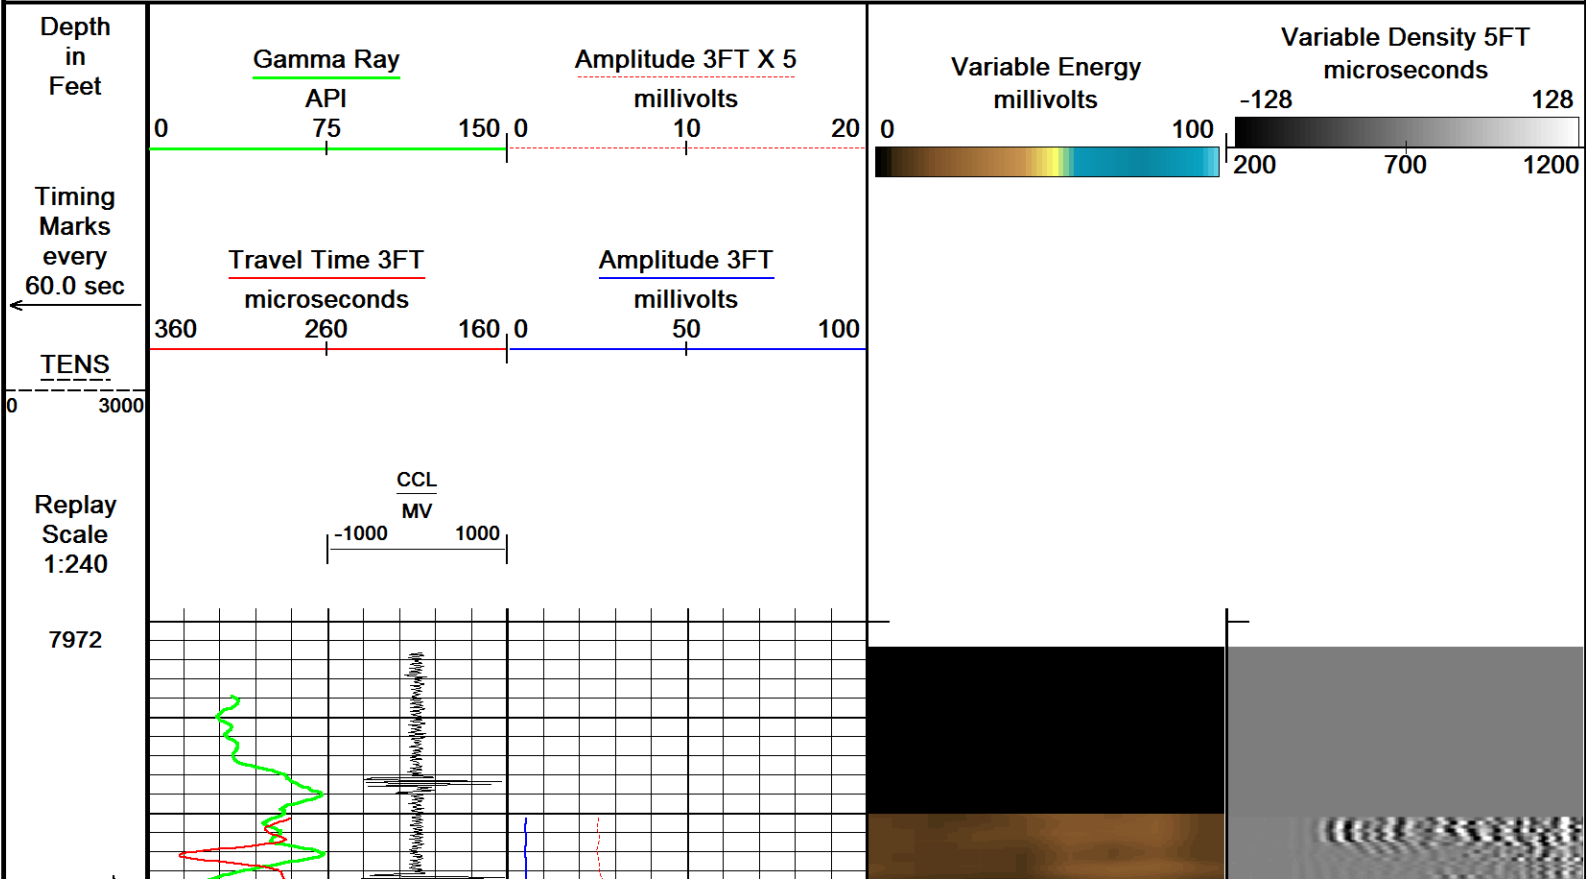 Depth
in
Feet
Timing
Marks
every
60.0 sec
TENS
0 3000
Replay
Scale
1:240
7972
Gamma Ray
API
0 75 150
Travel Time 3FT
microseconds
360 260 160
CCL
MV
-1000 1000
Amplitude 3FT X 5
millivolts
0 10 20
Amplitude 3FT
millivolts
0 50 100
Variable Energy
millivolts
0 100
Variable Density 5FT
microseconds
-128 128
200 700 1200